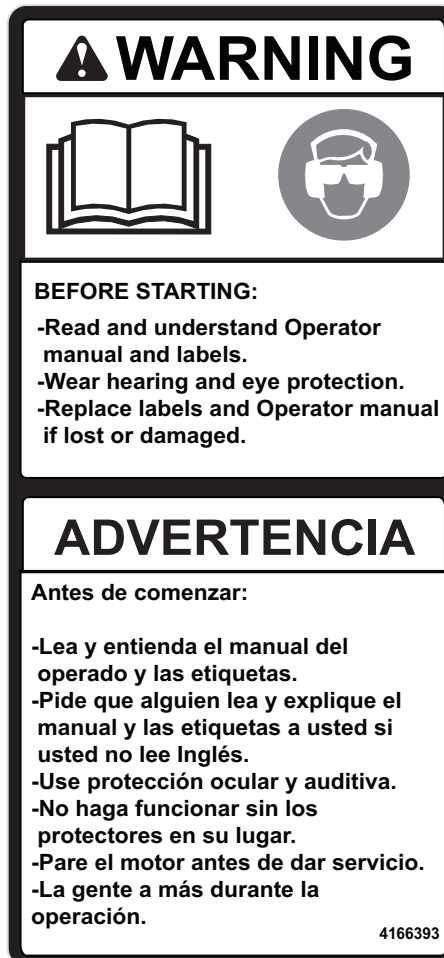 WARNING
BEFORE STARTING:
-Read and understand Operator
manual and labels.
-Wear hearing and eye protection.
-Replace labels and Operator manual
if lost or damaged.
ADVERTENCIA
Antes de comenzar:
-Lea y entienda el manual del
operado y las etiquetas.
-Pide que alguien lea y explique el
manual y las etiquetas a usted si
usted no lee Inglés.
-Use protección ocular y auditiva.
-No haga funcionar sin los
protectores en su lugar.
-Pare el motor antes de dar servicio.
-La gente a más durante la
operación.
4166393